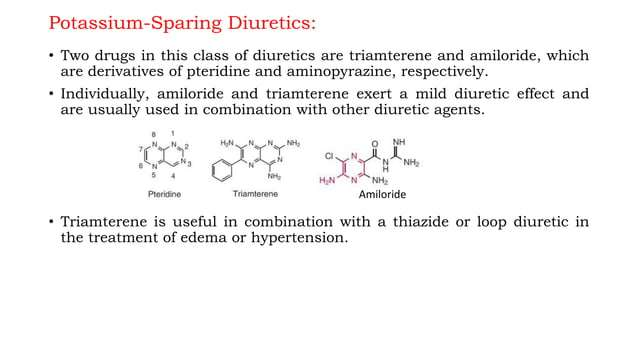 Potassium-Sparing Diuretics:
• Two drugs in this class of diuretics are triamterene and amiloride, which
are derivatives of pteridine and aminopyrazine, respectively.
• Individually, amiloride and triamterene exert a mild diuretic effect and
are usually used in combination with other diuretic agents.
8 1
7 N N 2
6 N N 3
5 4
Pteridine
H₂N N N NH₂
N N
NH₂
Triamterene
O NH
Cl N N NH₂
H
H₂N N NH₂
Amiloride
• Triamterene is useful in combination with a thiazide or loop diuretic in
the treatment of edema or hypertension.